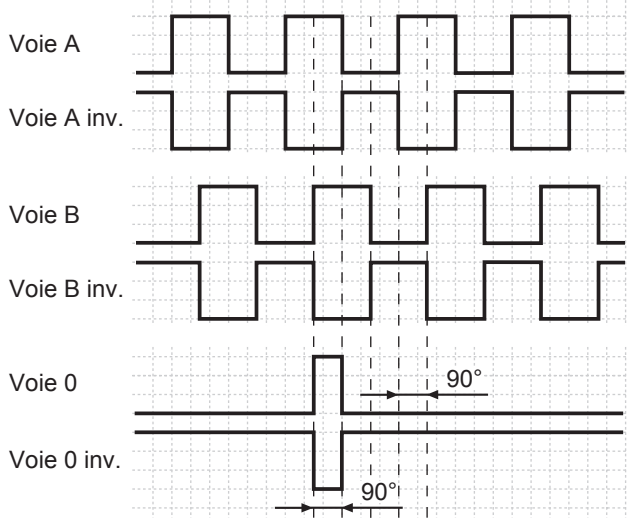 Voie A
Voie A inv.
Voie B
Voie B inv.
Voie 0
90°
Voie 0 inv.
90°